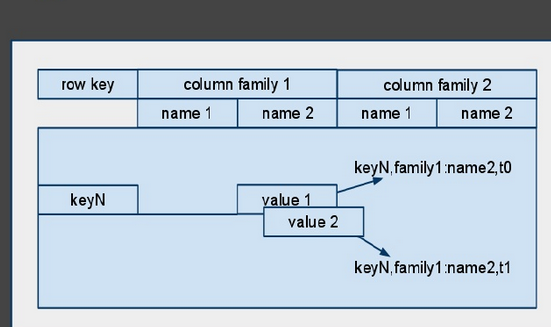 row key column family 1 column family 2
name 1 name 2 name 1 name 2
keyN,family1:name2,t0
keyN value 1
value 2
keyN,family1:name2,t1